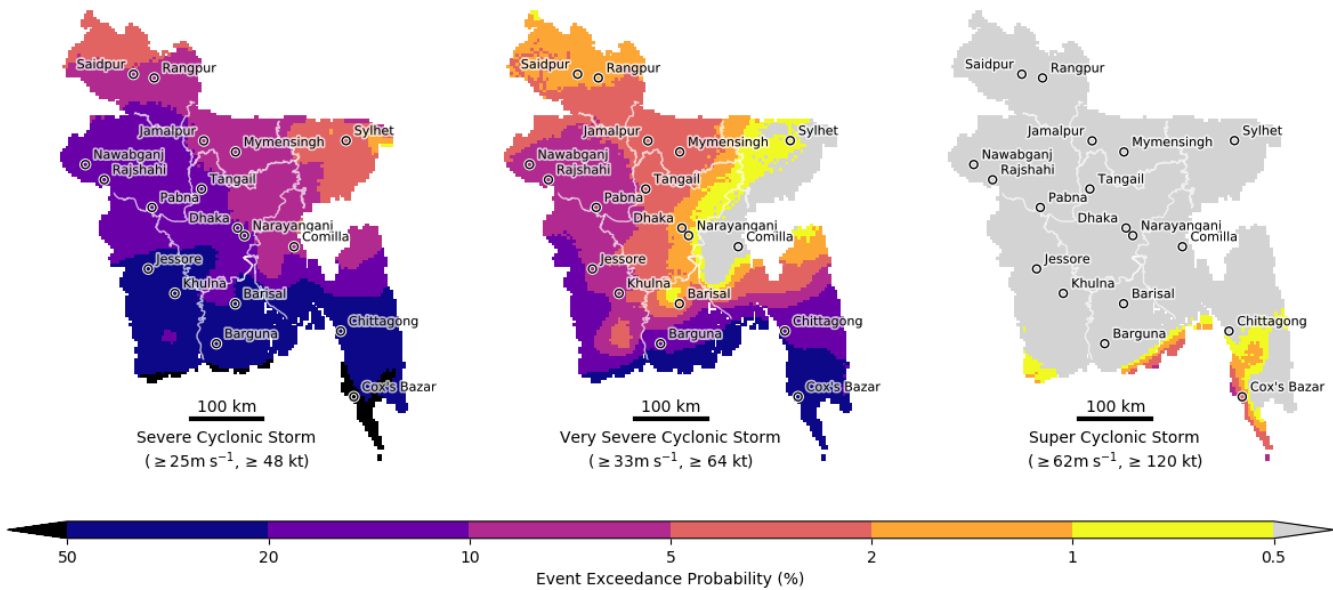 Saidpur
Rangpur
Jamalpur
Mymensingh
Sylhet
Nawabganj
Rajshahi
Tangail
Pabna
Dhaka
Narayangani
Comilla
Jessore
Khulna
Barisal
Chittagong
Barguna
Cox's Bazar
100 km
Severe Cyclonic Storm
(≥25m s⁻¹, ≥ 48 kt)
Saidpur
Rangpur
Jamalpur
Mymensingh
Sylhet
Nawabganj
Rajshahi
Tangail
Pabna
Dhaka
Narayangani
Comilla
Jessore
Khulna
Barisal
Chittagong
Barguna
Cox's Bazar
100 km
Very Severe Cyclonic Storm
(≥33m s⁻¹, ≥ 64 kt)
Saidpur
Rangpur
Jamalpur
Mymensingh
Sylhet
Nawabganj
Rajshahi
Tangail
Pabna
Dhaka
Narayangani
Comilla
Jessore
Khulna
Barisal
Chittagong
Barguna
Cox's Bazar
100 km
Super Cyclonic Storm
(≥62m s⁻¹, ≥ 120 kt)
50 20 10 5 2 1 0.5
Event Exceedance Probability (%)